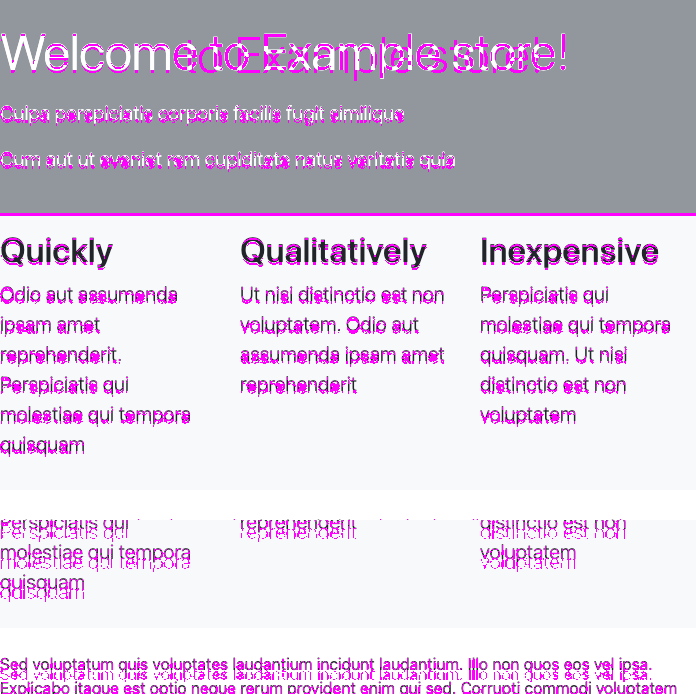 Welcome to Example store!
Culpa perspiciatis corporis facilis fugit similique
Cum aut ut eveniet rem cupiditate natus veritatis quia
Quickly
Odio aut assumenda
ipsam amet
reprehenderit.
Perspiciatis qui
molestiae qui tempora
quisquam
Qualitatively
Ut nisi distinctio est non
voluptatem. Odio aut
assumenda ipsam amet
reprehenderit
Inexpensive
Perspiciatis qui
molestiae qui tempora
quisquam. Ut nisi
distinctio est non
voluptatem
Perspiciatis qui
molestiae qui tempora
quisquam
reprehenderit
distinctio est non
voluptatem
Sed voluptatum quis voluptates laudantium incidunt laudantium. Illo non quos eos vel ipsa.
Explicabo itaque est optio neque rerum provident enim qui sed. Corrupti commodi voluptatem